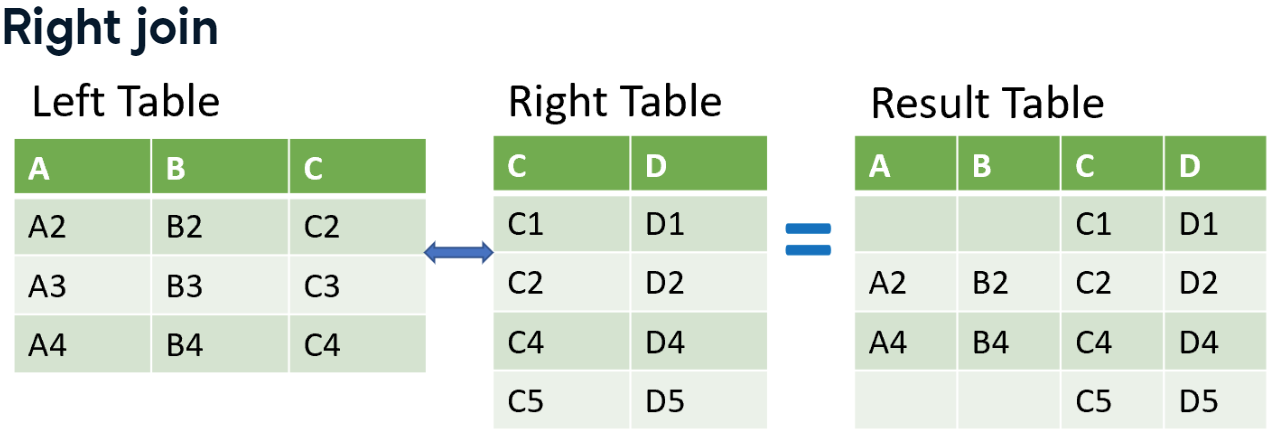 Right join
Left Table
A B C
A2 B2 C2
A3 B3 C3
A4 B4 C4
Right Table
C D
C1 D1
C2 D2
C4 D4
C5 D5
=
Result Table
A B C D
C1 D1
A2 B2 C2 D2
A4 B4 C4 D4
C5 D5